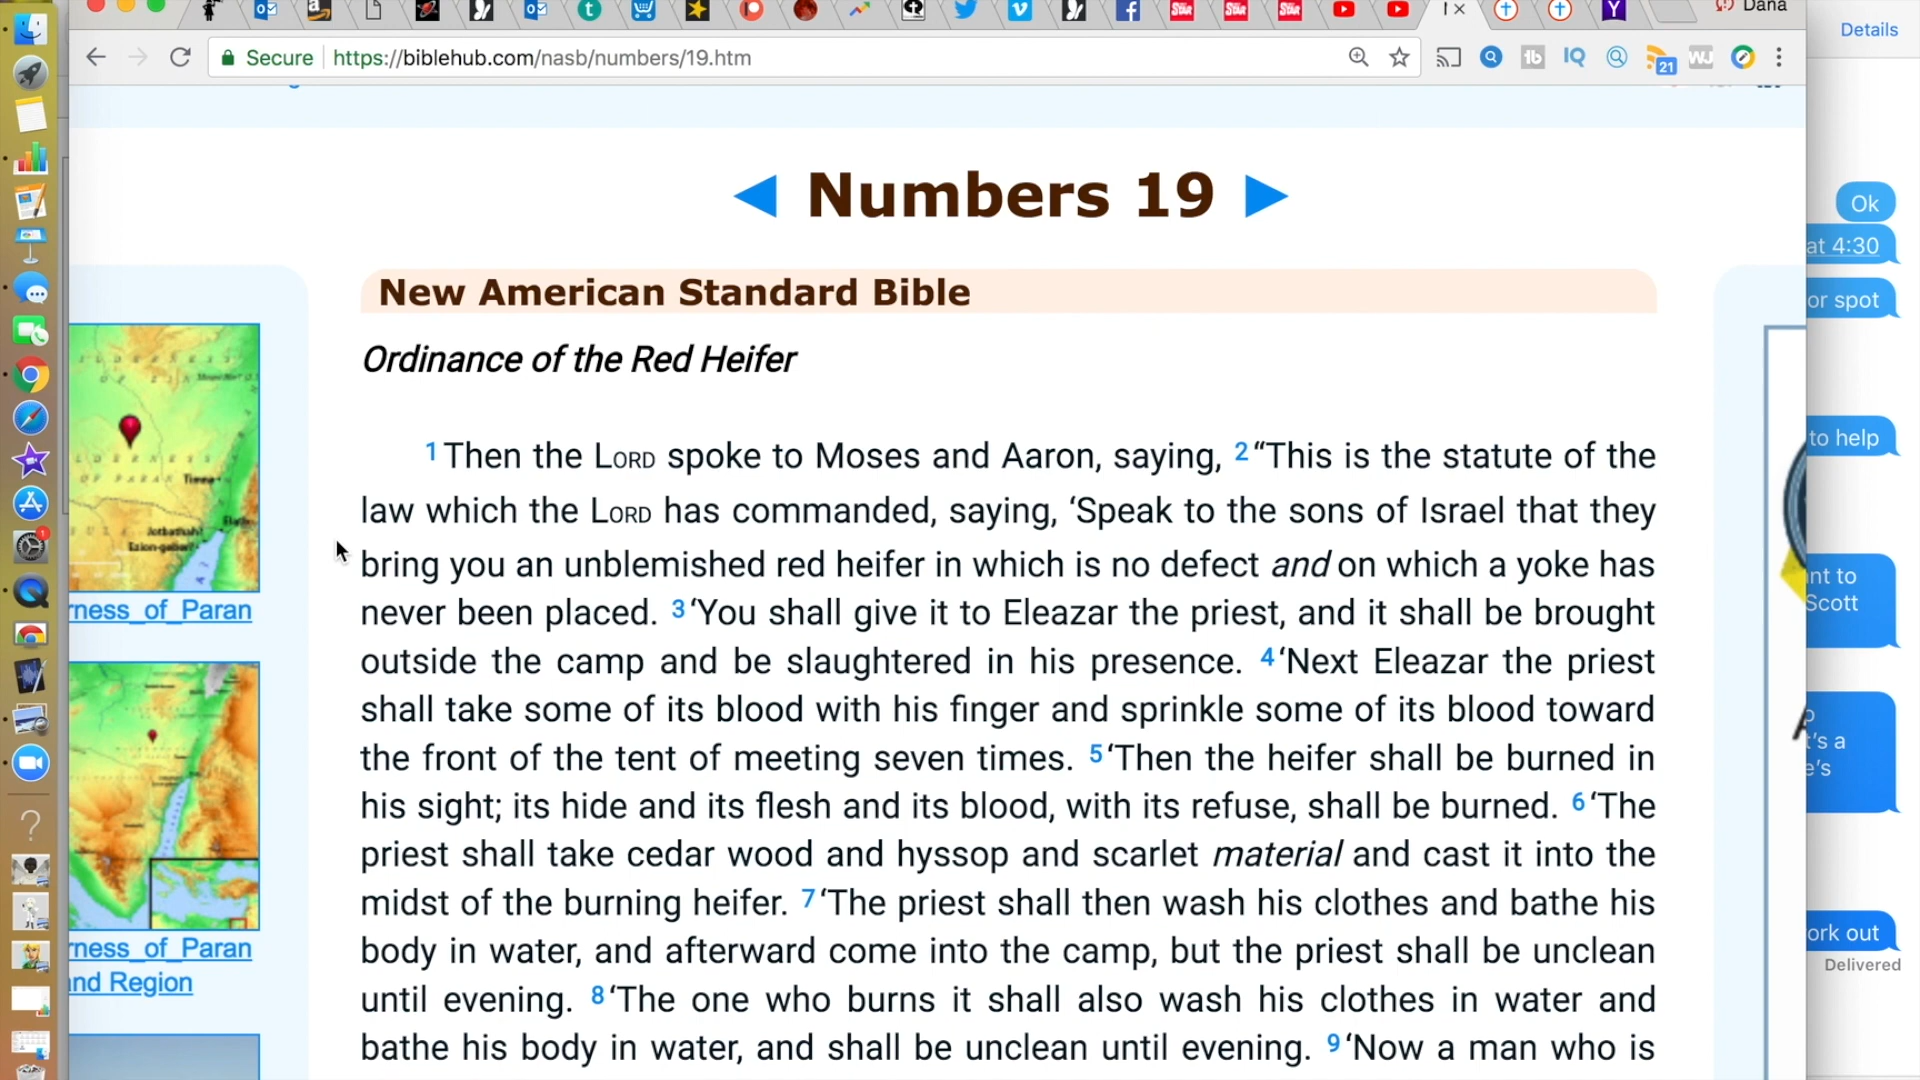 Dana
Details
Secure
https://biblehub.com/nasb/numbers/19.htm
21
Numbers 19
New American Standard Bible
Ordinance of the Red Heifer
1 Then the LORD spoke to Moses and Aaron, saying, 2 “This is the statute of the
law which the LORD has commanded, saying, ‘Speak to the sons of Israel that they
bring you an unblemished red heifer in which is no defect and on which a yoke has
never been placed. 3 ‘You shall give it to Eleazar the priest, and it shall be brought
outside the camp and be slaughtered in his presence. 4 ‘Next Eleazar the priest
shall take some of its blood with his finger and sprinkle some of its blood toward
the front of the tent of meeting seven times. 5 ‘Then the heifer shall be burned in
his sight; its hide and its flesh and its blood, with its refuse, shall be burned. 6 ‘The
priest shall take cedar wood and hyssop and scarlet material and cast it into the
midst of the burning heifer. 7 ‘The priest shall then wash his clothes and bathe his
body in water, and afterward come into the camp, but the priest shall be unclean
until evening. 8 ‘The one who burns it shall also wash his clothes in water and
bathe his body in water, and shall be unclean until evening. 9 ‘Now a man who is
rness_of_Paran
rness_of_Paran
nd Region
Ok
at 4:30
or spot
to help
nt to
Scott
t’s a
e’s
ork out
Delivered